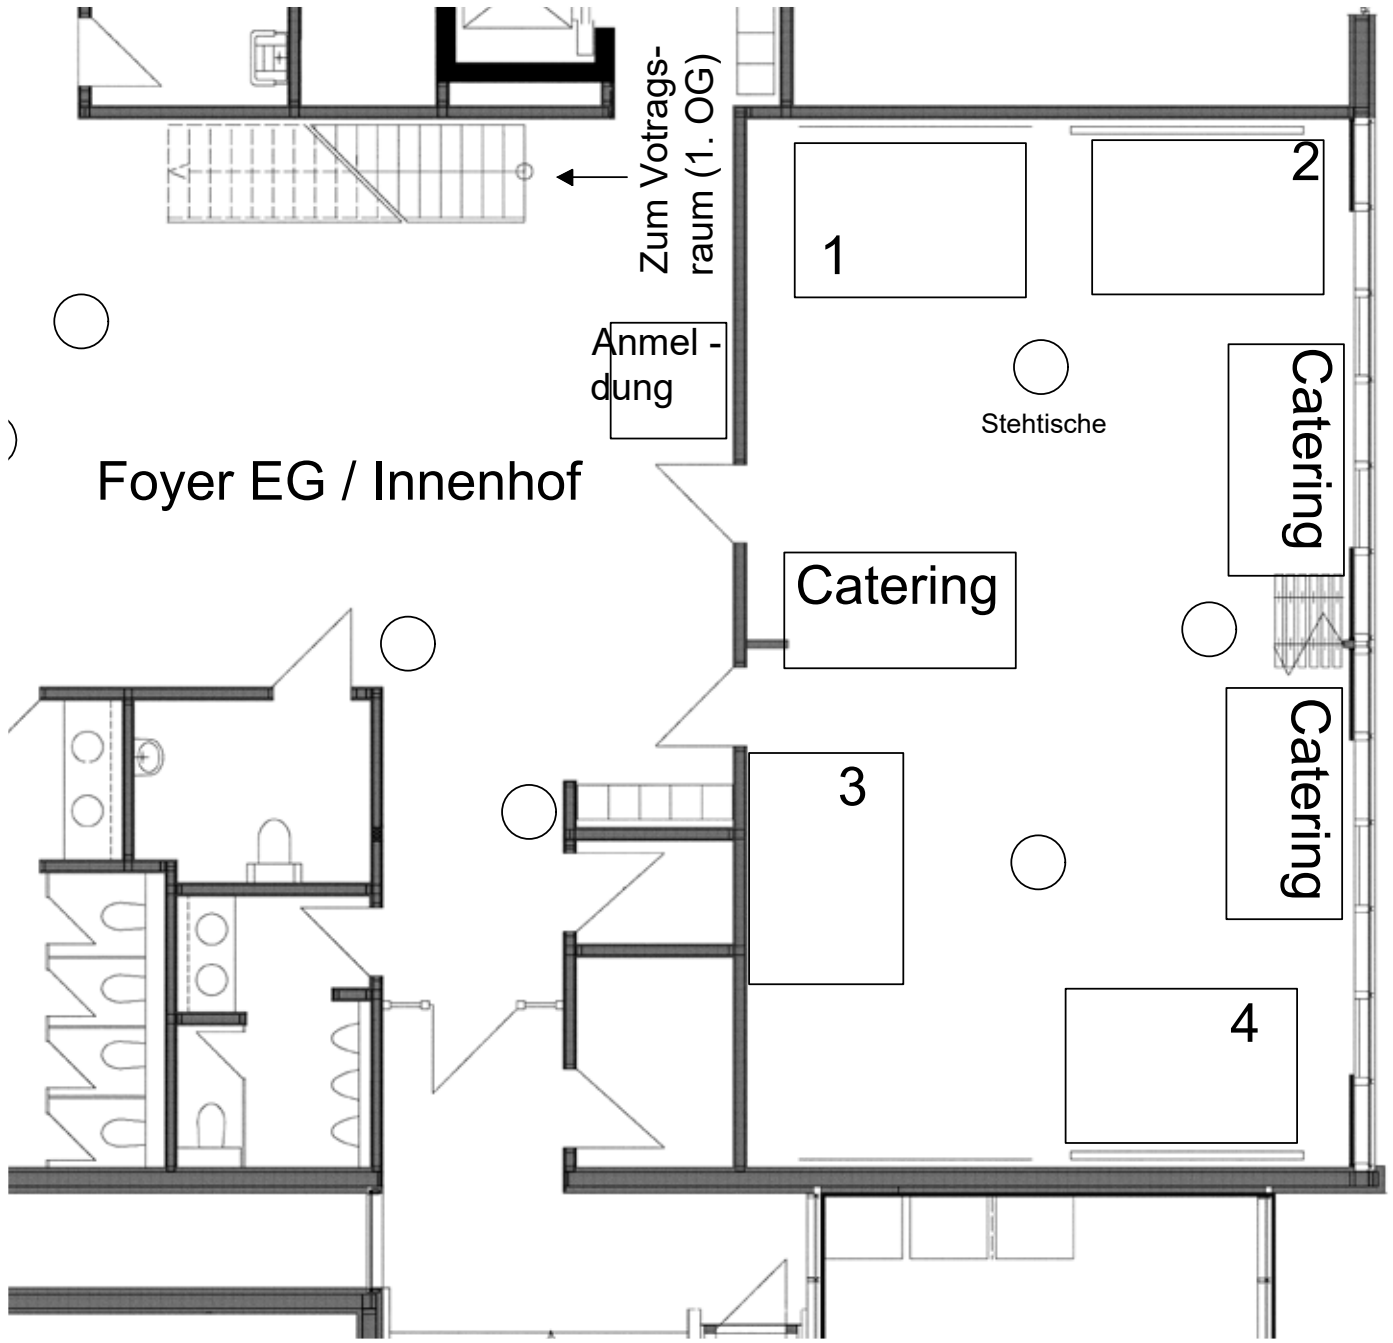 Zum Votrags-
raum (1. OG)
1
2
Anmel -
dung
Stehtische
Catering
Foyer EG / Innenhof
Catering
3
Catering
4